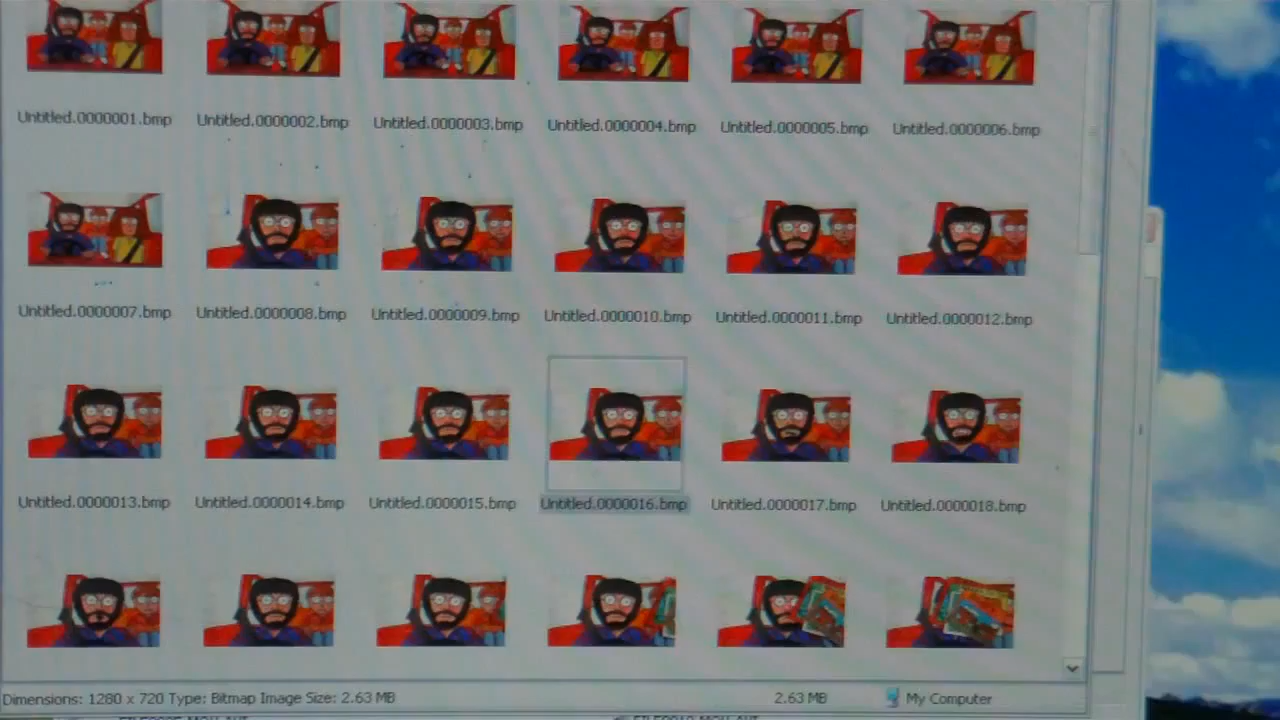 Untitled.0000001.bmp Untitled.0000002.bmp Untitled.0000003.bmp Untitled.0000004.bmp Untitled.0000005.bmp Untitled.0000006.bmp
Untitled.0000007.bmp Untitled.0000008.bmp Untitled.0000009.bmp Untitled.0000010.bmp Untitled.0000011.bmp Untitled.0000012.bmp
Untitled.0000013.bmp Untitled.0000014.bmp Untitled.0000015.bmp Untitled.0000016.bmp Untitled.0000017.bmp Untitled.0000018.bmp
Dimensions: 1280 x 720 Type: Bitmap Image Size: 2.63 MB 2.63 MB My Computer